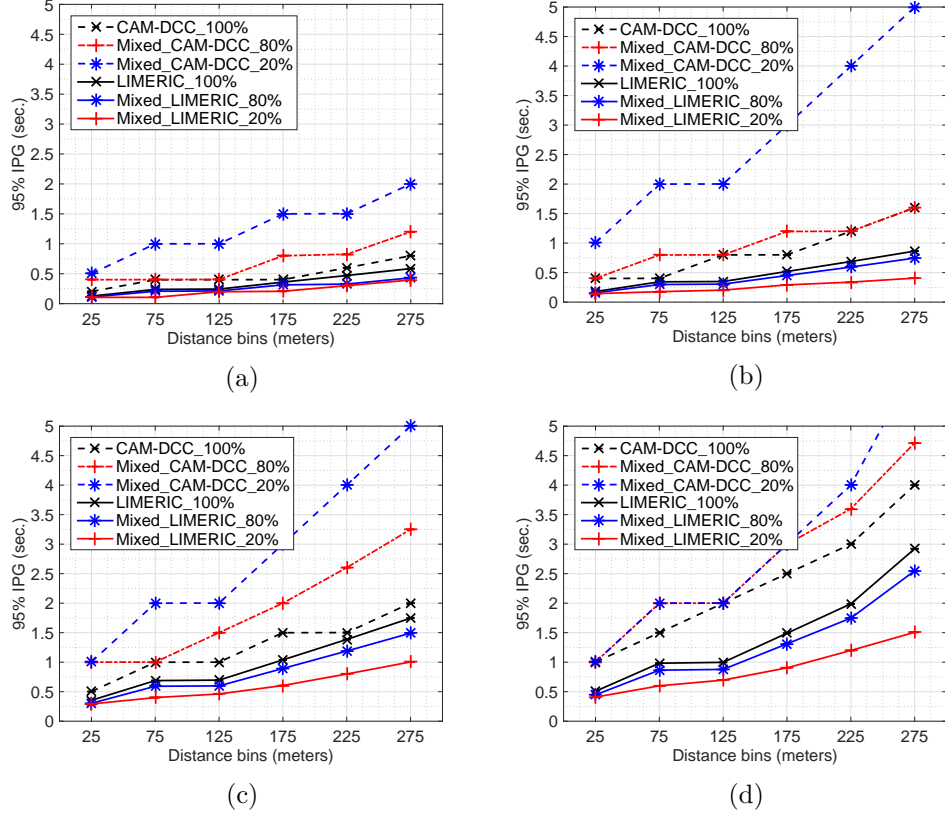 CAM-DCC_100%
Mixed_CAM-DCC_80%
Mixed_CAM-DCC_20%
LIMERIC_100%
Mixed_LIMERIC_80%
Mixed_LIMERIC_20%
95% IPG (sec.)
5
4.5
4
3.5
3
2.5
2
1.5
1
0.5
0
25 75 125 175 225 275
Distance bins (meters)
(a)
CAM-DCC_100%
Mixed_CAM-DCC_80%
Mixed_CAM-DCC_20%
LIMERIC_100%
Mixed_LIMERIC_80%
Mixed_LIMERIC_20%
95% IPG (sec.)
5
4.5
4
3.5
3
2.5
2
1.5
1
0.5
0
25 75 125 175 225 275
Distance bins (meters)
(b)
CAM-DCC_100%
Mixed_CAM-DCC_80%
Mixed_CAM-DCC_20%
LIMERIC_100%
Mixed_LIMERIC_80%
Mixed_LIMERIC_20%
95% IPG (sec.)
5
4.5
4
3.5
3
2.5
2
1.5
1
0.5
0
25 75 125 175 225 275
Distance bins (meters)
(c)
CAM-DCC_100%
Mixed_CAM-DCC_80%
Mixed_CAM-DCC_20%
LIMERIC_100%
Mixed_LIMERIC_80%
Mixed_LIMERIC_20%
95% IPG (sec.)
5
4.5
4
3.5
3
2.5
2
1.5
1
0.5
0
25 75 125 175 225 275
Distance bins (meters)
(d)